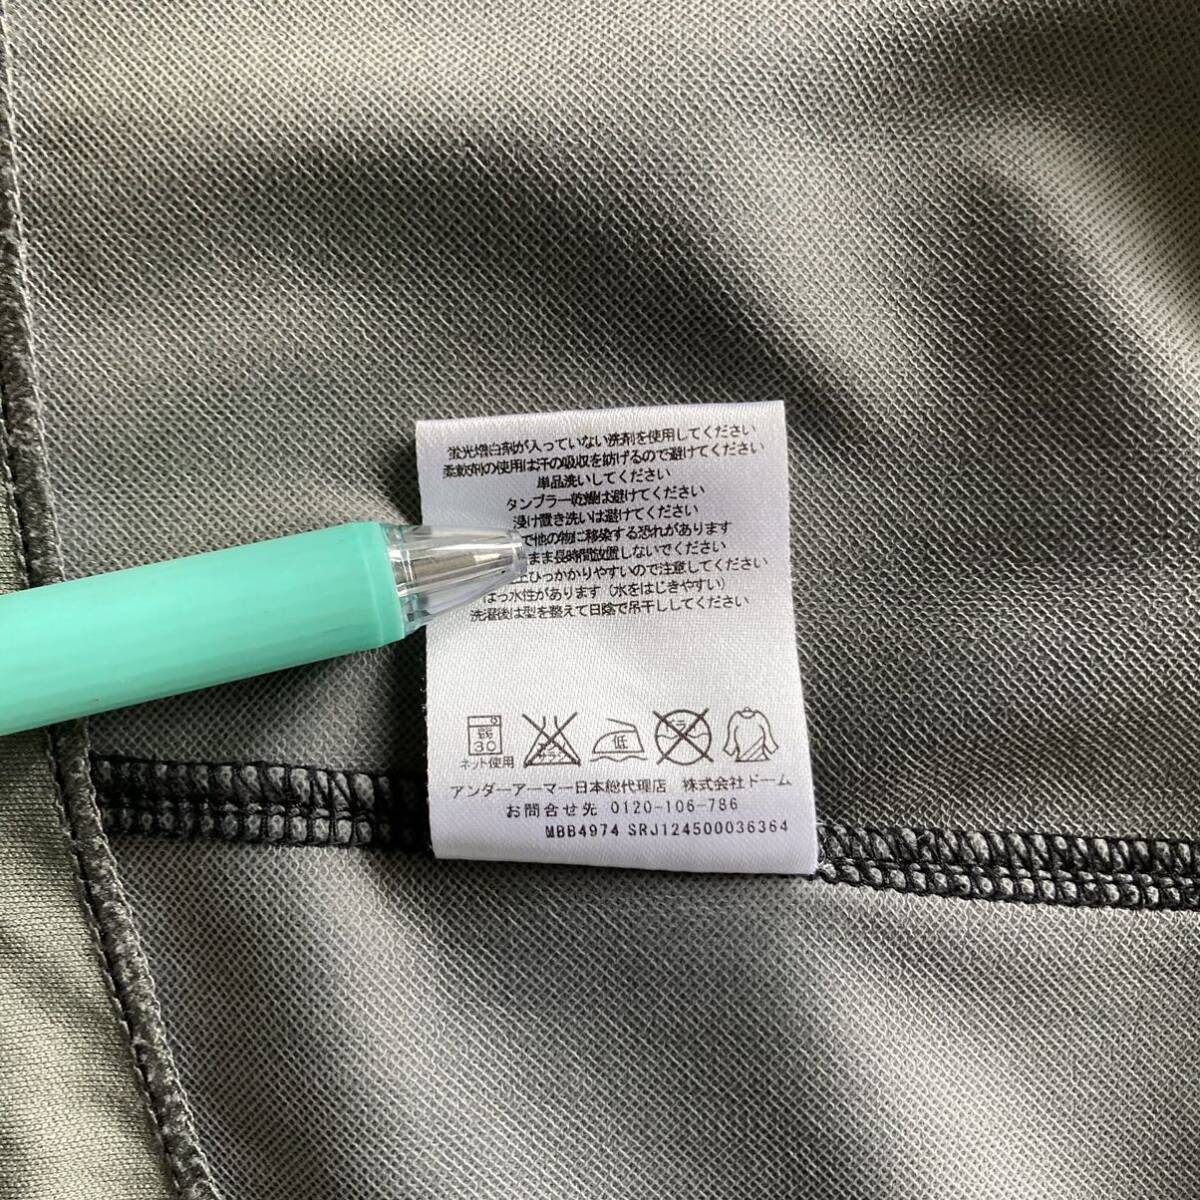 蛍光増白剤が入っていない洗剤を使用してください
柔軟剤の使用は汗の吸収を妨げるので避けてください
単品洗いしてください
タンブラー乾燥は避けてください
浸け置き洗いは避けてください
で他の物に移染する恐れがあります
まま長時間放置しないでください
ひっかかりやすいので注意してください
はっ水性があります（水をはじきやすい）
洗濯後は型を整えて日陰で吊干ししてください
弱 30 エンソサラシ 低 ドライ
ネット使用
アンダーアーマー日本総代理店 株式会社ドーム
お問合せ先 0120-106-786
MBB4974 SRJ124500036364